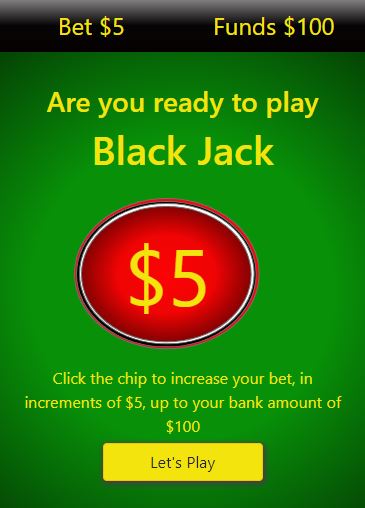 Bet $5 Funds $100
Are you ready to play
Black Jack
$5
Click the chip to increase your bet, in
increments of $5, up to your bank amount of
$100
Let's Play